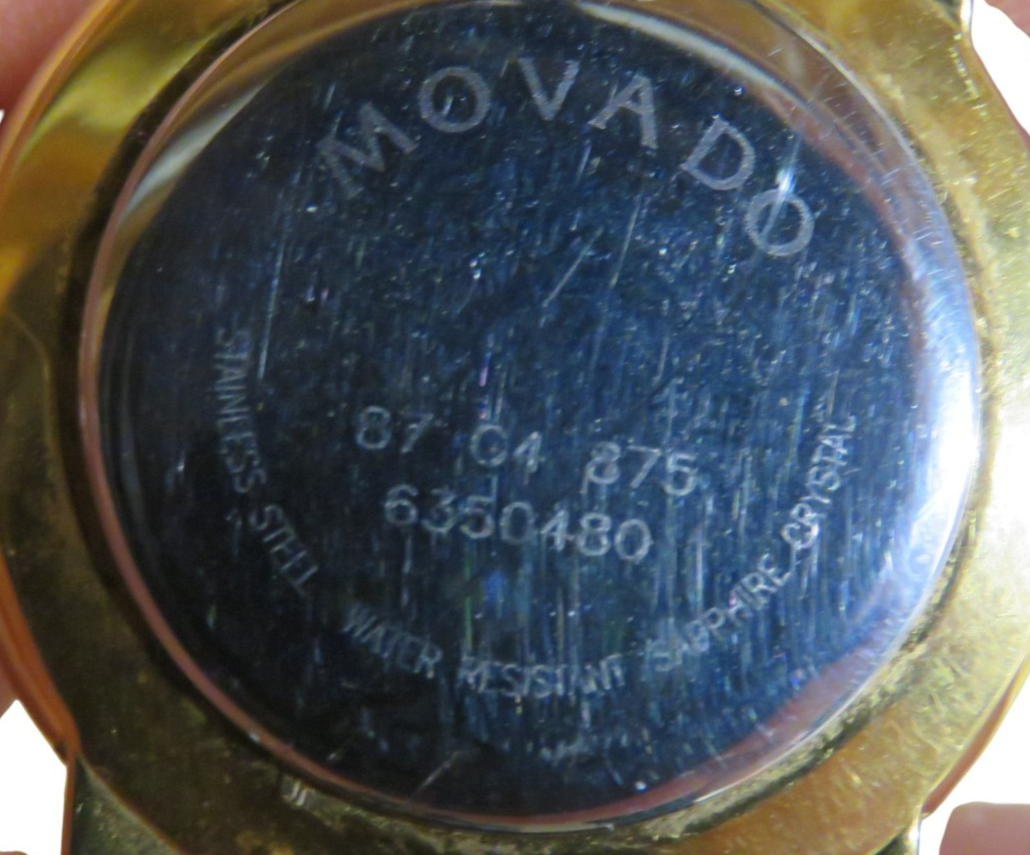 MOVADO
87 C4 875
6350480
STAINLESS STEEL WATER RESISTANT SAPPHIRE CRYSTAL